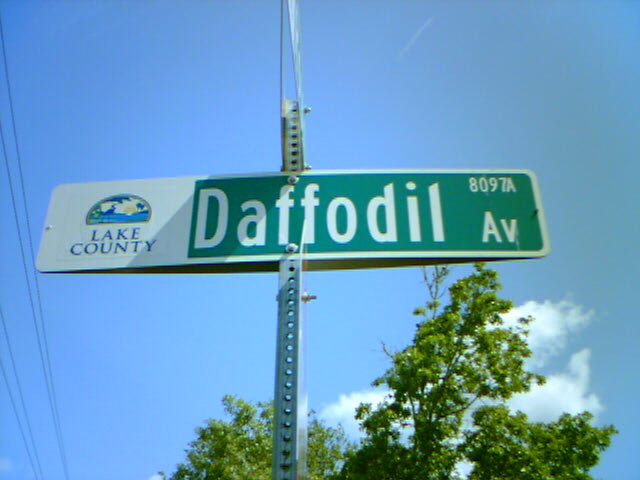 LAKE
COUNTY
Daffodil Av
8097A